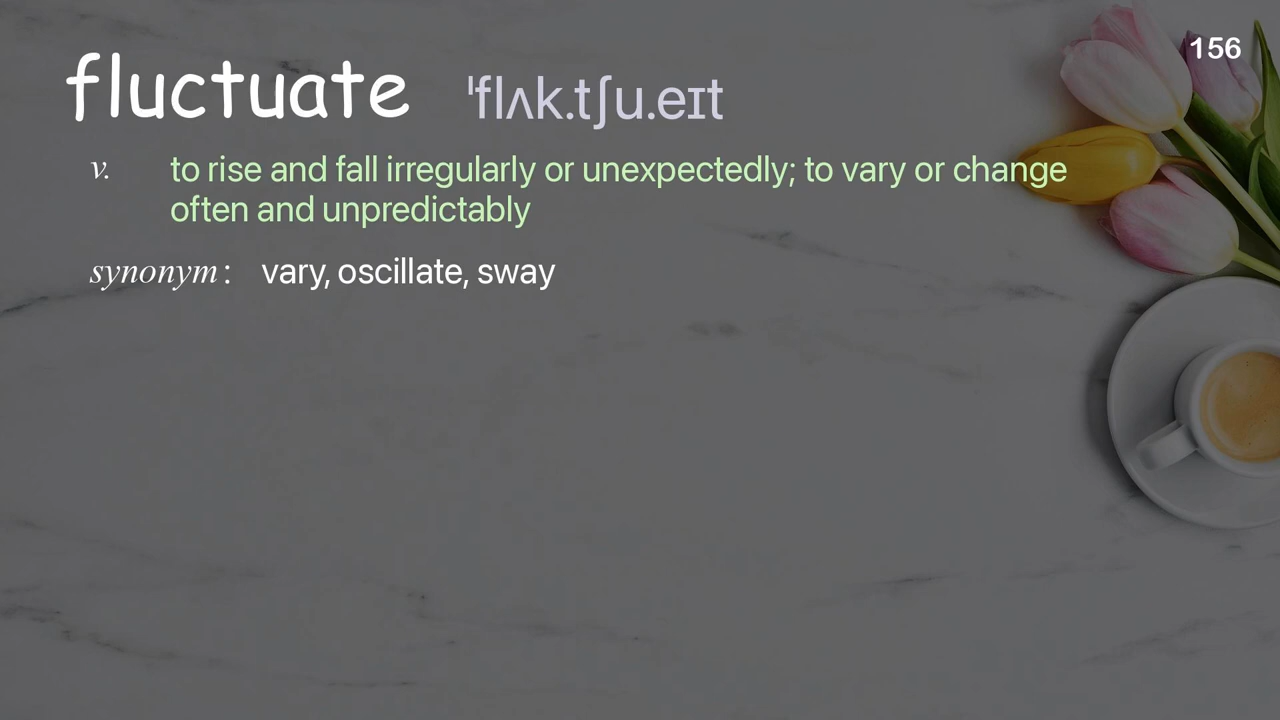 156
fluctuate ˈflʌk.tʃu.eɪt
v. to rise and fall irregularly or unexpectedly; to vary or change
often and unpredictably
synonym: vary, oscillate, sway